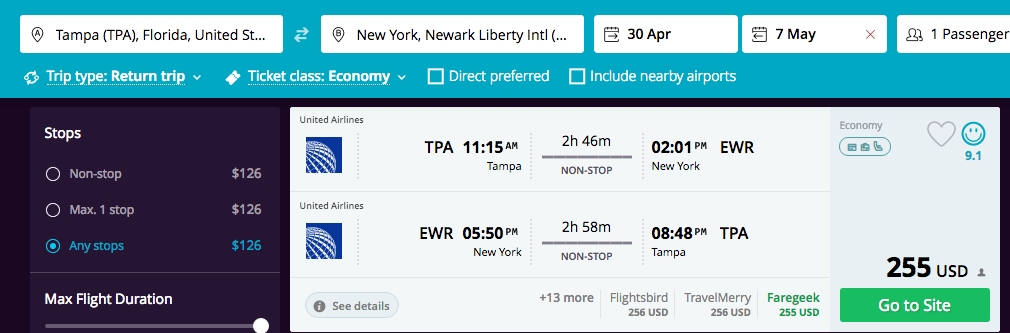 A Tampa (TPA), Florida, United St...
B New York, Newark Liberty Intl (...
30 Apr
7 May
1 Passenger
Trip type: Return trip
Ticket class: Economy
Direct preferred
Include nearby airports
Stops
Non-stop $126
Max. 1 stop $126
Any stops $126
Max Flight Duration
United Airlines
TPA 11:15 AM
Tampa
2h 46m
NON-STOP
02:01 PM EWR
New York
United Airlines
EWR 05:50 PM
New York
2h 58m
NON-STOP
08:48 PM TPA
Tampa
See details
+13 more
Flightsbird
256 USD
TravelMerry
256 USD
Faregeek
255 USD
Economy
9.1
255 USD
Go to Site